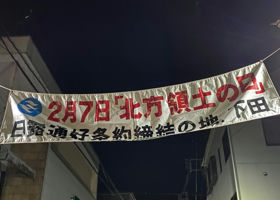 2月7日「北方領土の日」
日露通好条約締結の地 下田